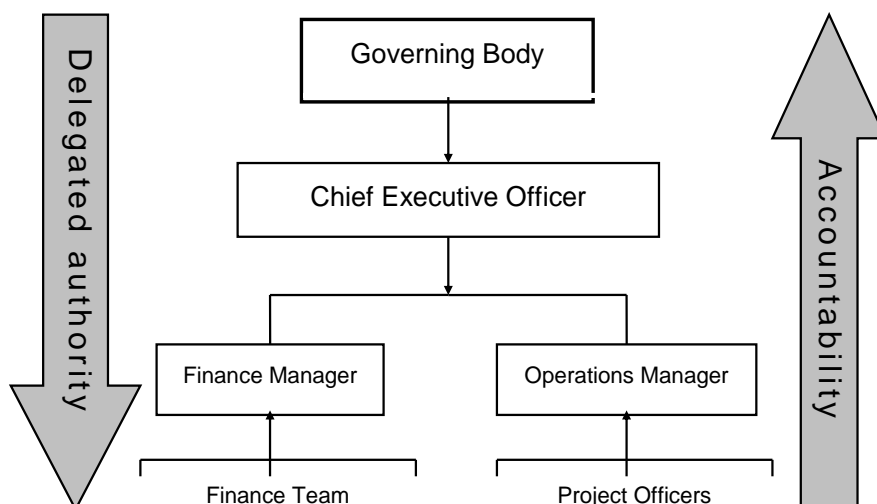 Governing Body
Delegated authority
Accountability
Chief Executive Officer
Finance Manager
Operations Manager
Finance Team
Project Officers